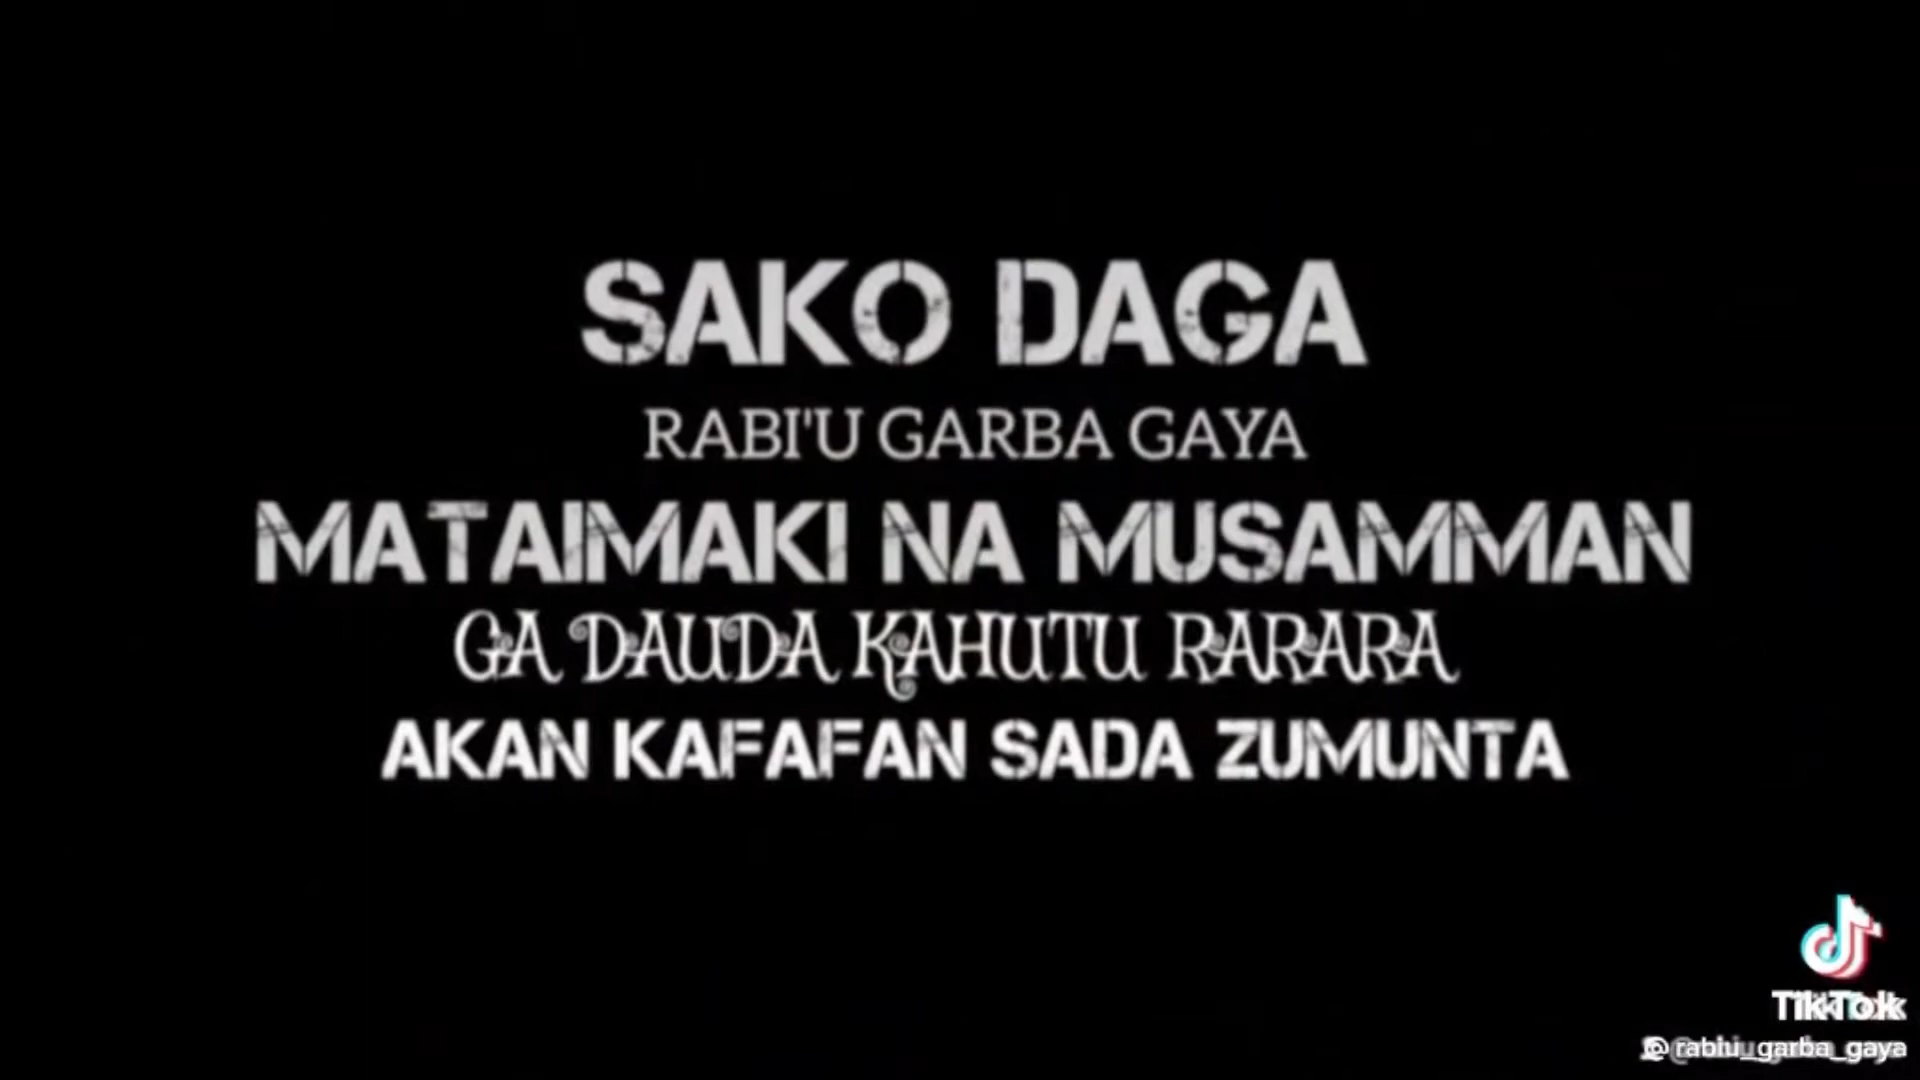 SAKO DAGA
RABI'U GARBA GAYA
MATAIMAKI NA MUSAMMAN
GA DAUDA KAHUTU RARARA
AKAN KAFAFAN SADA ZUMUNTA
TikTok
@rabiu_garba_gaya